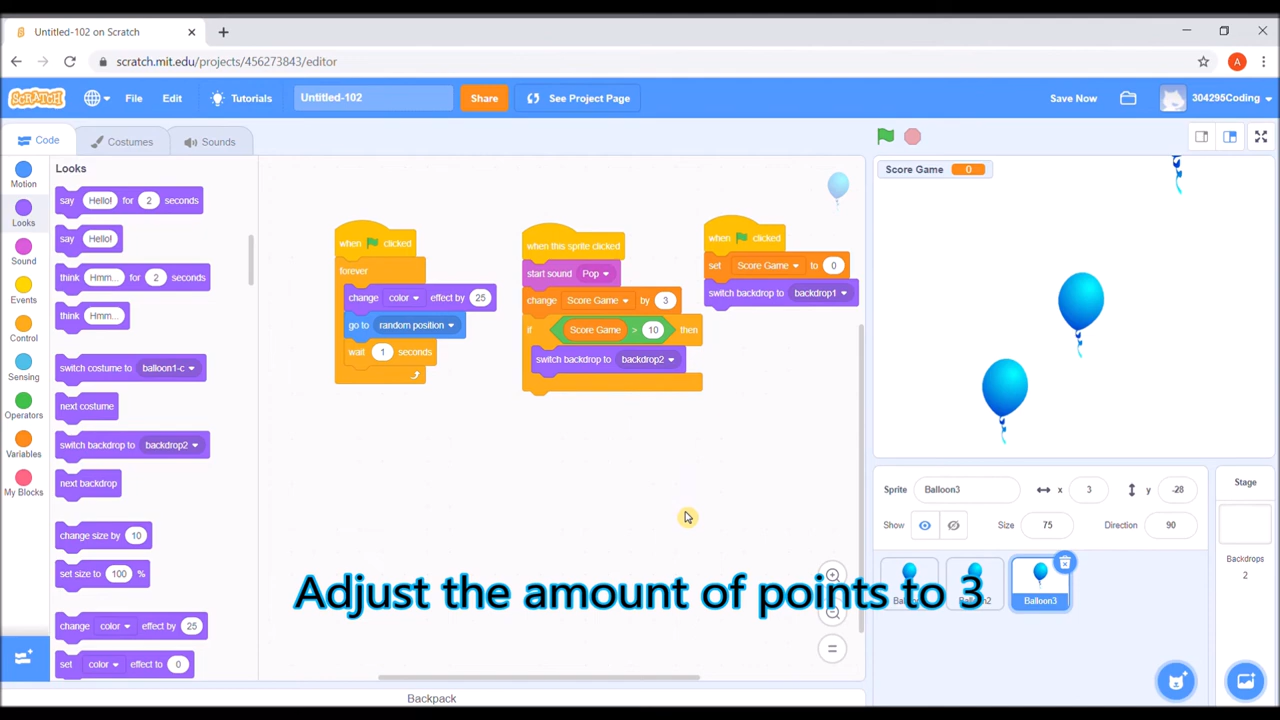 Untitled-102 on Scratch
scratch.mit.edu/projects/456273843/editor
A
SCRATCH
File
Edit
Tutorials
Untitled-102
Share
See Project Page
Save Now
304295Coding
Code
Costumes
Sounds
Motion
Looks
Sound
Events
Control
Sensing
Operators
Variables
My Blocks
Looks
say Hello! for 2 seconds
say Hello!
think Hmm... for 2 seconds
think Hmm...
switch costume to balloon1-c
next costume
switch backdrop to backdrop2
next backdrop
change size by 10
set size to 100 %
change color effect by 25
set color effect to 0
when clicked
forever
change color effect by 25
go to random position
wait 1 seconds
when this sprite clicked
start sound Pop
change Score Game by 3
if Score Game > 10 then
switch backdrop to backdrop2
when clicked
set Score Game to 0
switch backdrop to backdrop1
Score Game 0
Sprite Balloon3 x 3 y -28
Show Size 75 Direction 90
Balloon3
Stage
Backdrops
2
Adjust the amount of points to 3
Backpack